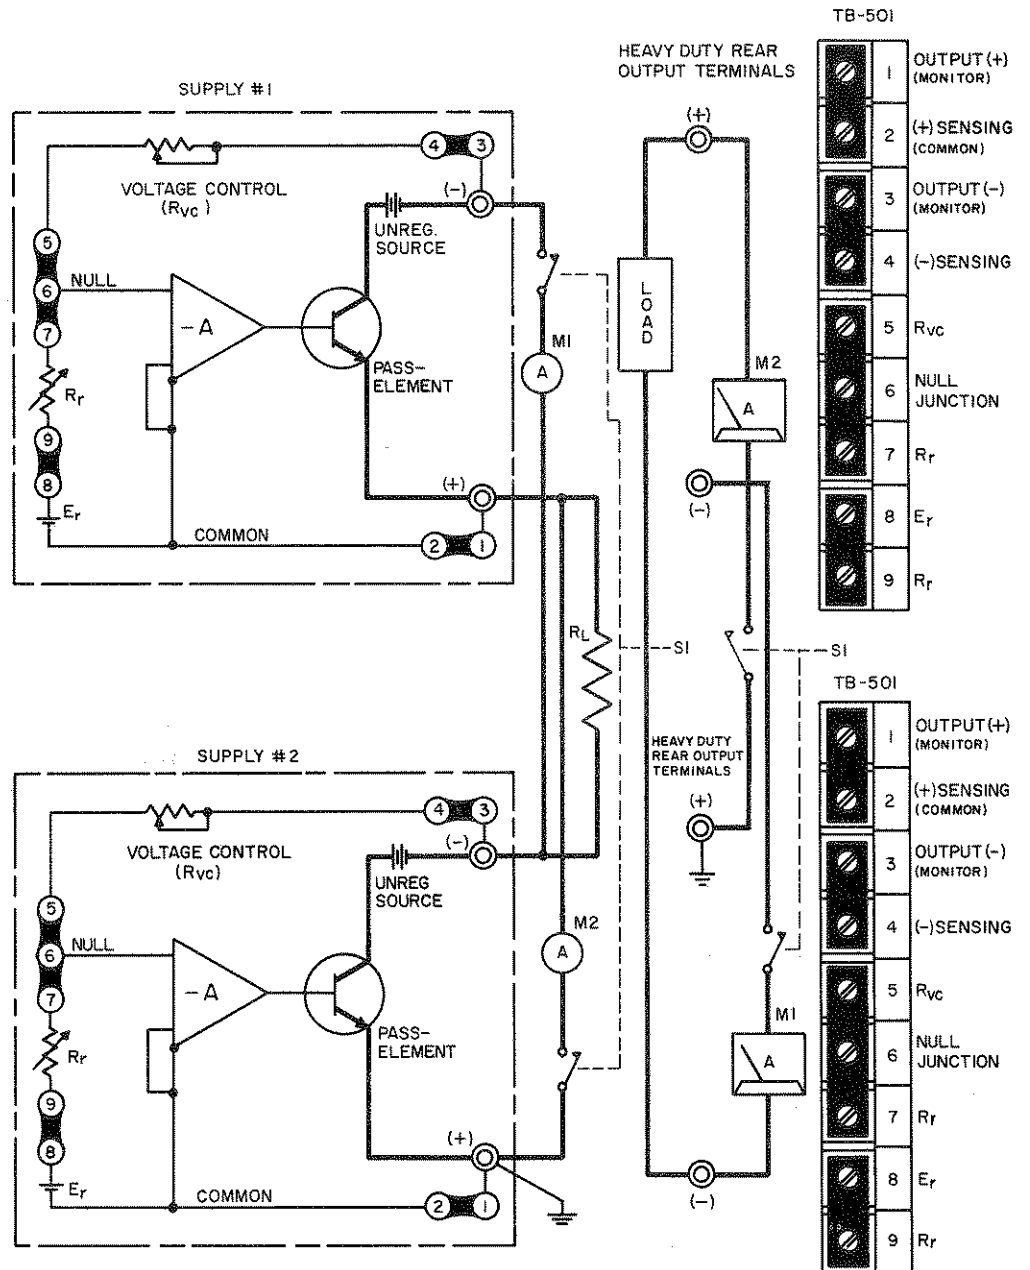 SUPPLY #1
4
3
(-)
VOLTAGE CONTROL
(RVC)
5
UNREG.
SOURCE
6
NULL
7
-A
M1
A
PASS-
ELEMENT
Rr
9
8
(+)
Er
COMMON
2
1
RL
S1
SUPPLY #2
4
3
(-)
VOLTAGE CONTROL
(Rvc)
5
UNREG
SOURCE
6
NULL
7
-A
M2
A
PASS-
ELEMENT
Rr
9
8
(+)
Er
COMMON
2
1
HEAVY DUTY REAR
OUTPUT TERMINALS
(+)
LOAD
M2
A
(-)
S1
HEAVY DUTY
REAR OUTPUT
TERMINALS
(+)
M1
A
(-)
TB-501
1 OUTPUT (+)
(MONITOR)
2 (+) SENSING
(COMMON)
3 OUTPUT (-)
(MONITOR)
4 (-) SENSING
5 Rvc
6 NULL
JUNCTION
7 Rr
8 Er
9 Rr
TB-501
1 OUTPUT (+)
(MONITOR)
2 (+) SENSING
(COMMON)
3 OUTPUT (-)
(MONITOR)
4 (-) SENSING
5 Rvc
6 NULL
JUNCTION
7 Rr
8 Er
9 Rr